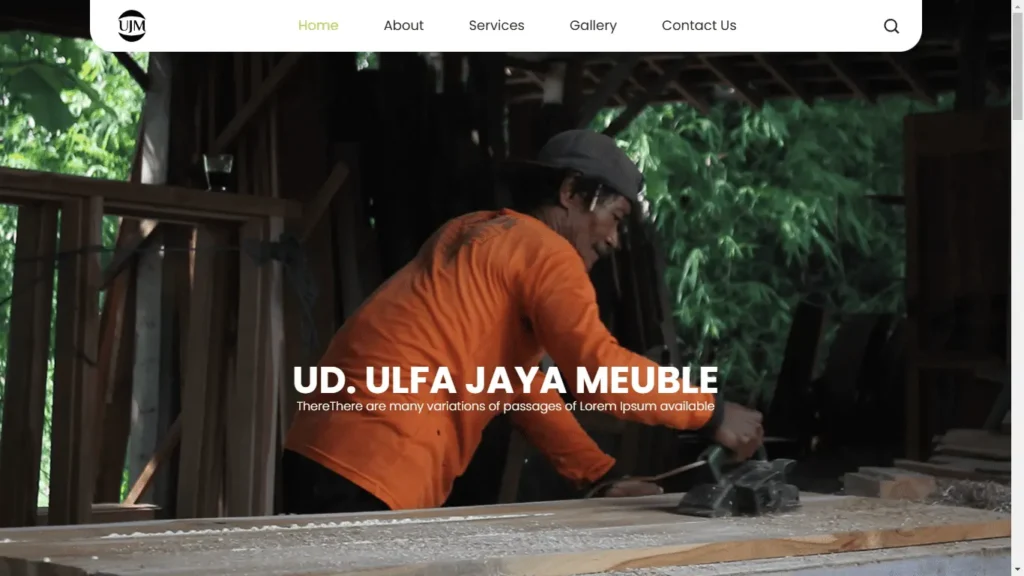 UJM
Home About Services Gallery Contact Us
UD. ULFA JAYA MEUBLE
ThereThere are many variations of passages of Lorem Ipsum available